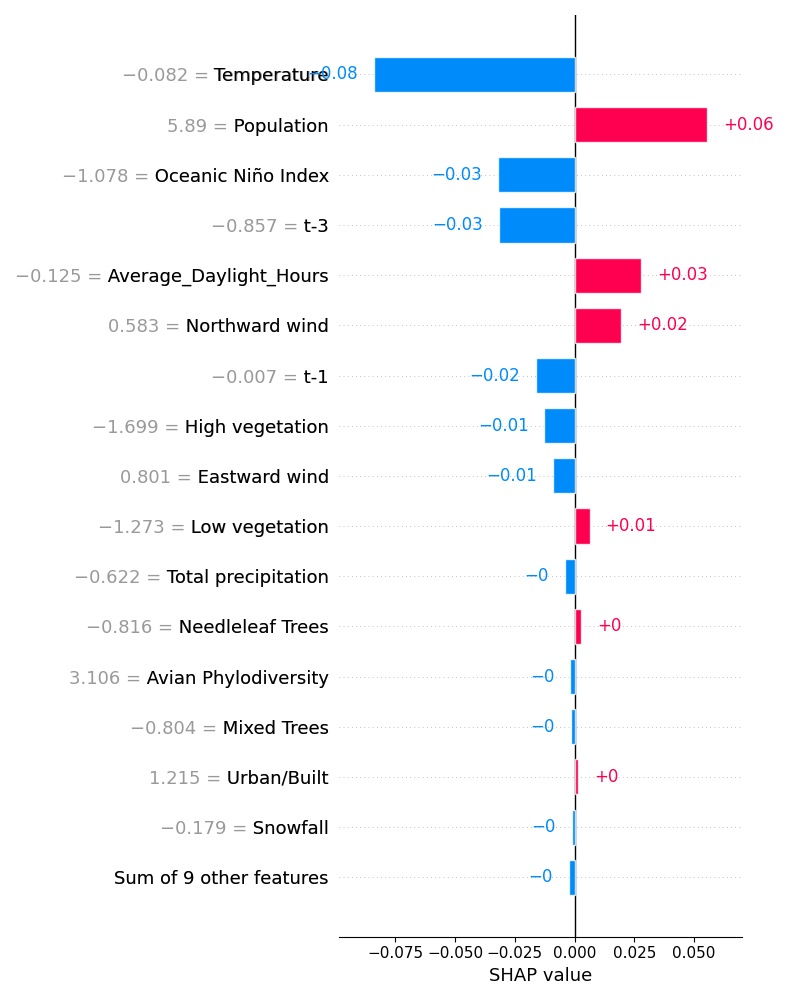 −0.082 = Temperature −0.08
5.89 = Population +0.06
−1.078 = Oceanic Niño Index −0.03
−0.857 = t-3 −0.03
−0.125 = Average_Daylight_Hours +0.03
0.583 = Northward wind +0.02
−0.007 = t-1 −0.02
−1.699 = High vegetation −0.01
0.801 = Eastward wind −0.01
−1.273 = Low vegetation +0.01
−0.622 = Total precipitation −0
−0.816 = Needleleaf Trees +0
3.106 = Avian Phylodiversity −0
−0.804 = Mixed Trees −0
1.215 = Urban/Built +0
−0.179 = Snowfall −0
Sum of 9 other features −0
−0.075 −0.050 −0.025 0.000 0.025 0.050
SHAP value